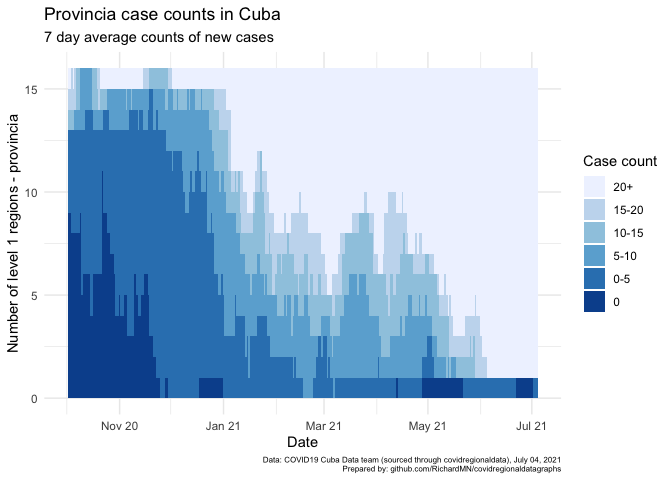 Provincia case counts in Cuba
7 day average counts of new cases
Number of level 1 regions - provincia
15
10
5
0
Nov 20
Jan 21
Mar 21
May 21
Jul 21
Date
Case count
20+
15-20
10-15
5-10
0-5
0
Data: COVID19 Cuba Data team (sourced through covidregionaldata), July 04, 2021
Prepared by: github.com/RichardMN/covidregionaldatagraphs